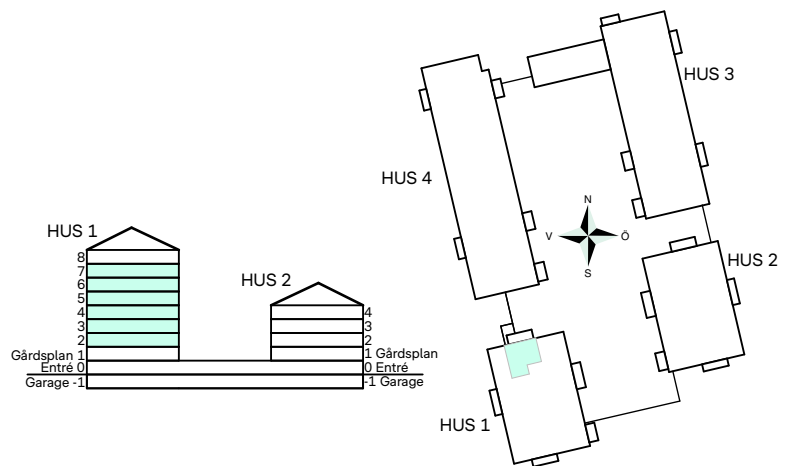 HUS 1
8
7
6
5
4
3
2
Gårdsplan 1
Entré 0
Garage -1
HUS 2
4
3
2
1 Gårdsplan
0 Entré
-1 Garage
HUS 3
HUS 4
N
V
Ö
S
HUS 2
HUS 1